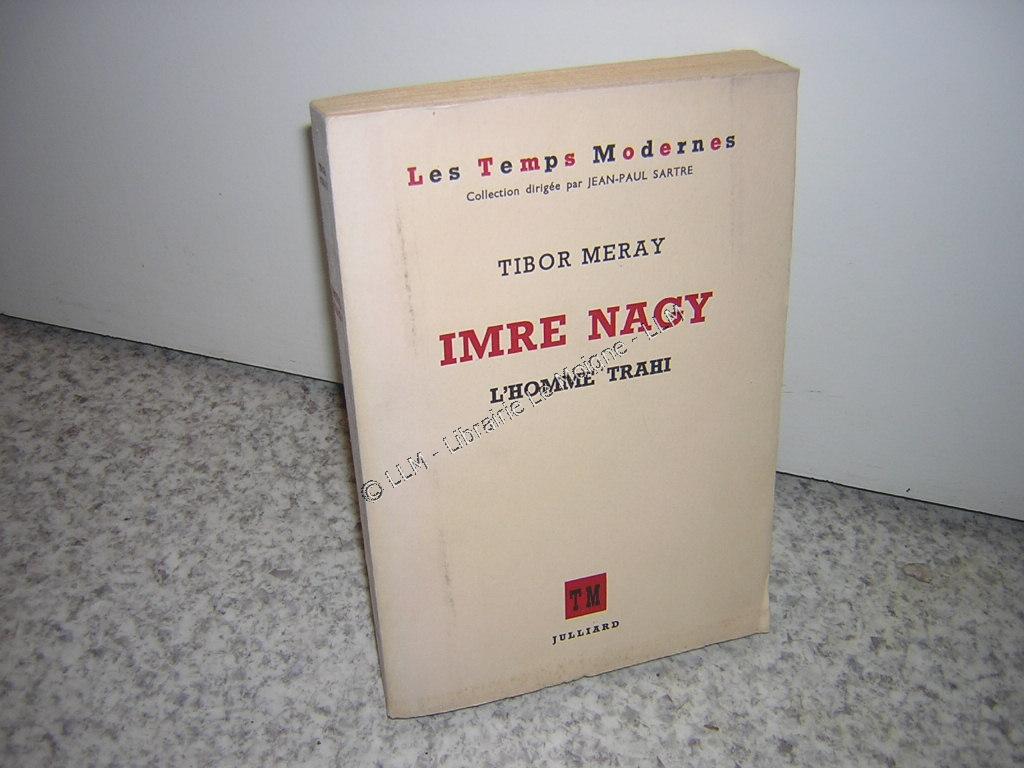 Les Temps Modernes
Collection dirigée par JEAN-PAUL SARTRE
TIBOR MERAY
IMRE NAGY
L'HOMME TRAHI
© LLM - Librairie Le Moigne - LLM
TM
JULLIARD